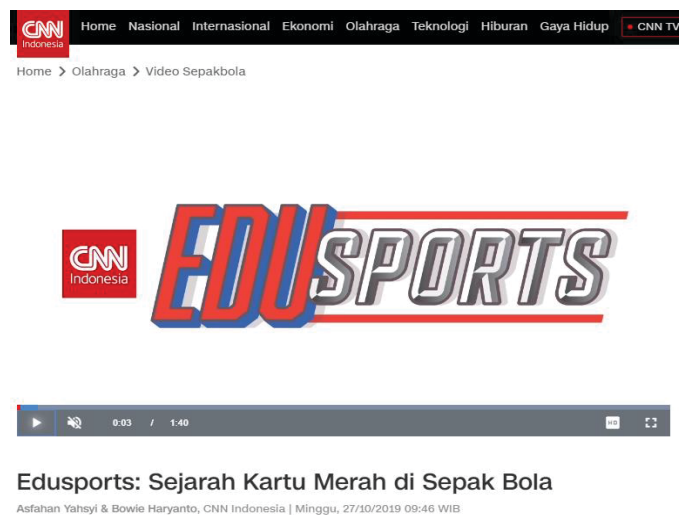 CNN Indonesia
Home Nasional Internasional Ekonomi Olahraga Teknologi Hiburan Gaya Hidup CNN TV
Home > Olahraga > Video Sepakbola
CNN Indonesia
EDUSPORTS
0:03 / 1:40 HD
Edusports: Sejarah Kartu Merah di Sepak Bola
Asfahan Yahsyi & Bowie Haryanto, CNN Indonesia | Minggu, 27/10/2019 09:46 WIB